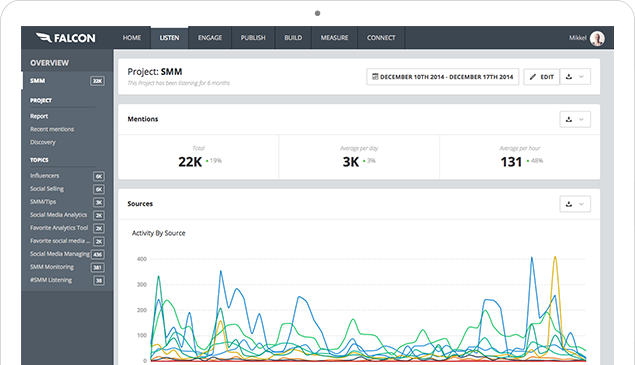 FALCON
HOME LISTEN ENGAGE PUBLISH BUILD MEASURE CONNECT
Mikkel
OVERVIEW
SMM 22K
PROJECT
Report
Recent mentions
Discovery
TOPICS
Influencers 6K
Social Selling 6K
SMM/Tips 3K
Social Media Analytics 2K
Favorite Analytics Tool 2K
Favorite social media ... 2K
Social Media Managing 436
SMM Monitoring 381
#SMM Listening 38
Project: SMM
This Project has been listening for 6 months
DECEMBER 10TH 2014 - DECEMBER 17TH 2014
EDIT
Mentions
Total
22K 19%
Average per day
3K 3%
Average per hour
131 48%
Sources
Activity By Source
400
300
200
100
0